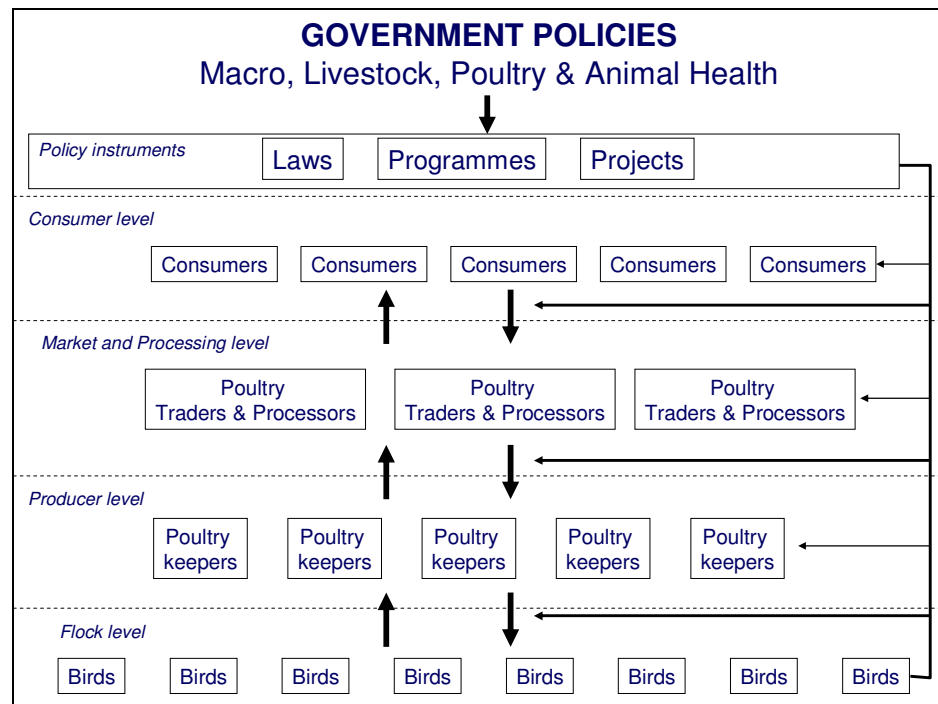 GOVERNMENT POLICIES
Macro, Livestock, Poultry & Animal Health
Policy instruments
Laws
Programmes
Projects
Consumer level
Consumers
Consumers
Consumers
Consumers
Consumers
Market and Processing level
Poultry
Traders & Processors
Poultry
Traders & Processors
Poultry
Traders & Processors
Producer level
Poultry
keepers
Poultry
keepers
Poultry
keepers
Poultry
keepers
Poultry
keepers
Flock level
Birds
Birds
Birds
Birds
Birds
Birds
Birds
Birds